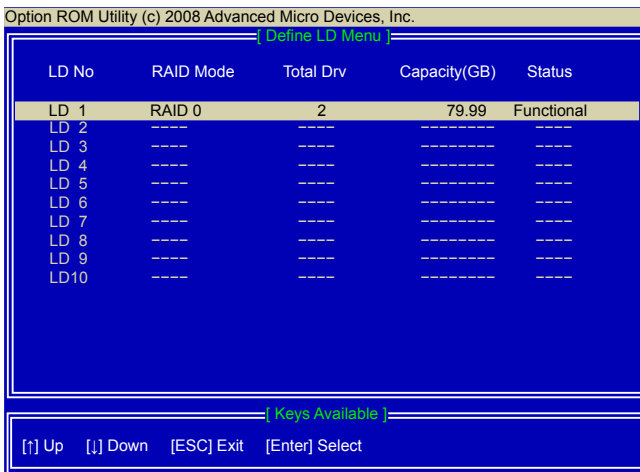 Option ROM Utility (c) 2008 Advanced Micro Devices, Inc.
[ Define LD Menu ]
LD No RAID Mode Total Drv Capacity(GB) Status
LD 1 RAID 0 2 79.99 Functional
LD 2 ---- ---- -------- ----
LD 3 ---- ---- -------- ----
LD 4 ---- ---- -------- ----
LD 5 ---- ---- -------- ----
LD 6 ---- ---- -------- ----
LD 7 ---- ---- -------- ----
LD 8 ---- ---- -------- ----
LD 9 ---- ---- -------- ----
LD10 ---- ---- -------- ----
[ Keys Available ]
[↑] Up [↓] Down [ESC] Exit [Enter] Select